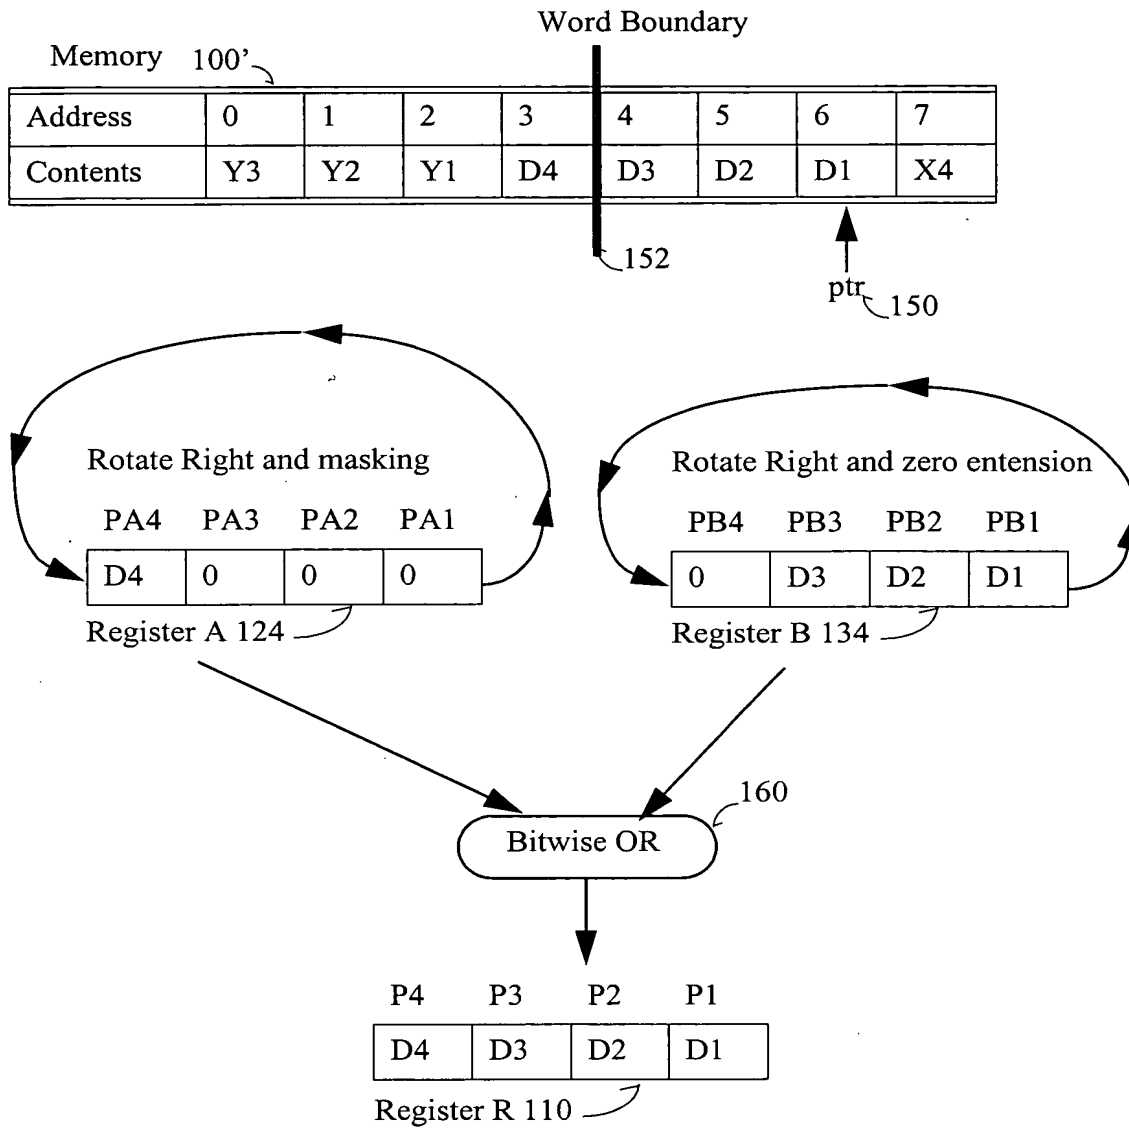 Word Boundary
Memory 100’
Address 0 1 2 3 4 5 6 7
Contents Y3 Y2 Y1 D4 D3 D2 D1 X4
152
ptr 150
Rotate Right and masking
Rotate Right and zero entension
PA4 PA3 PA2 PA1
PB4 PB3 PB2 PB1
D4 0 0 0
0 D3 D2 D1
Register A 124
Register B 134
160
Bitwise OR
P4 P3 P2 P1
D4 D3 D2 D1
Register R 110